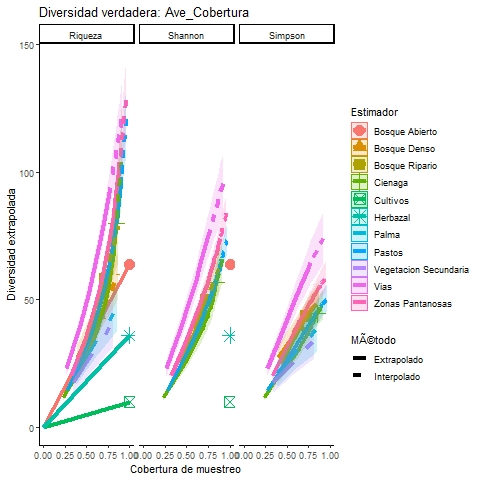 Diversidad verdadera: Ave_Cobertura
Riqueza
Shannon
Simpson
150
100
50
0
Diversidad extrapolada
0.00 0.25 0.50 0.75 1.00
0.00 0.25 0.50 0.75 1.00
0.00 0.25 0.50 0.75 1.00
Cobertura de muestreo
Estimador
Bosque Abierto
Bosque Denso
Bosque Ripario
Cienaga
Cultivos
Herbazal
Palma
Pastos
Vegetacion Secundaria
Vias
Zonas Pantanosas
MÃ©todo
Extrapolado
Interpolado